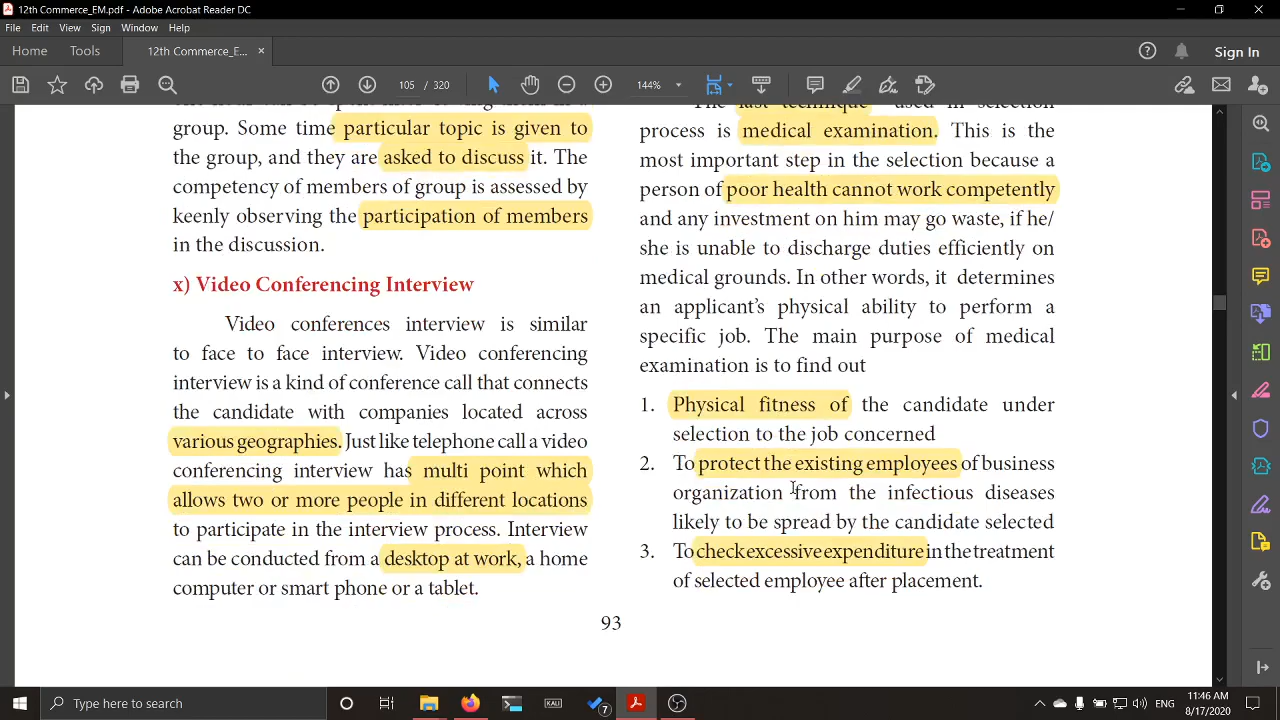 12th Commerce_EM.pdf - Adobe Acrobat Reader DC
File Edit View Sign Window Help
Home Tools 12th Commerce_E... × Sign In
105 / 320 144%
group. Some time particular topic is given to
the group, and they are asked to discuss it. The
competency of members of group is assessed by
keenly observing the participation of members
in the discussion.
x) Video Conferencing Interview
Video conferences interview is similar
to face to face interview. Video conferencing
interview is a kind of conference call that connects
the candidate with companies located across
various geographies. Just like telephone call a video
conferencing interview has multi point which
allows two or more people in different locations
to participate in the interview process. Interview
can be conducted from a desktop at work, a home
computer or smart phone or a tablet.
The last technique used in selection
process is medical examination. This is the
most important step in the selection because a
person of poor health cannot work competently
and any investment on him may go waste, if he/
she is unable to discharge duties efficiently on
medical grounds. In other words, it determines
an applicant's physical ability to perform a
specific job. The main purpose of medical
examination is to find out
1. Physical fitness of the candidate under
selection to the job concerned
2. To protect the existing employees of business
organization from the infectious diseases
likely to be spread by the candidate selected
3. To check excessive expenditure in the treatment
of selected employee after placement.
93
Type here to search
KALI
7
11:46 AM
8/17/2020